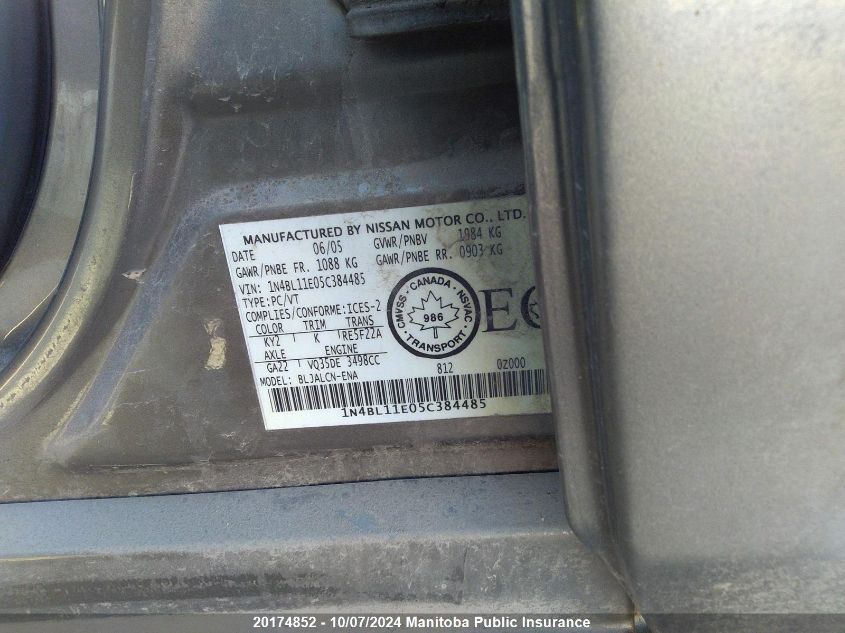 MANUFACTURED BY NISSAN MOTOR CO., LTD.
DATE 06/05 GVWR/PNBV 1984 KG
GAWR/PNBE FR. 1088 KG GAWR/PNBE RR. 0903 KG
VIN: 1N4BL11E05C384485
TYPE:PC/VT
COMPLIES/CONFORME:ICES-2
COLOR TRIM TRANS
KY2 K RE5F22A
AXLE ENGINE
GA22 VQ35DE 3498CC 812 0Z000
MODEL: BLJALCN-ENA
CMVSS - CANADA - NSVAC
986
• TRANSPORT •
1N4BL11E05C384485
20174852 - 10/07/2024 Manitoba Public Insurance